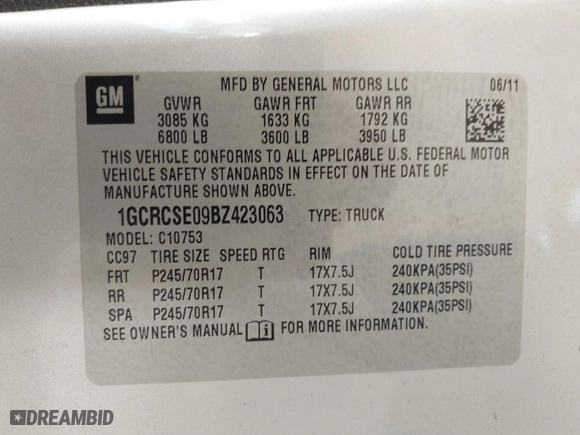 GM
MFD BY GENERAL MOTORS LLC 06/11
GVWR GAWR FRT GAWR RR
3085 KG 1633 KG 1792 KG
6800 LB 3600 LB 3950 LB
THIS VEHICLE CONFORMS TO ALL APPLICABLE U.S. FEDERAL MOTOR
VEHICLE SAFETY STANDARDS IN EFFECT ON THE DATE OF
MANUFACTURE SHOWN ABOVE.
1GCRCSE09BZ423063 TYPE: TRUCK
MODEL: C10753
CC97 TIRE SIZE SPEED RTG RIM COLD TIRE PRESSURE
FRT P245/70R17 T 17X7.5J 240KPA(35PSI)
RR P245/70R17 T 17X7.5J 240KPA(35PSI)
SPA P245/70R17 T 17X7.5J 240KPA(35PSI)
SEE OWNER'S MANUAL FOR MORE INFORMATION.
DREAMBID